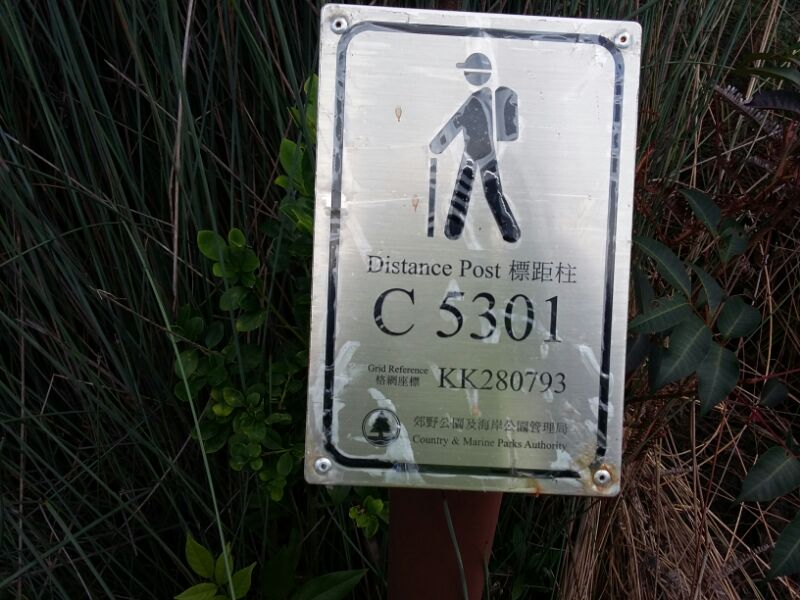 Distance Post 標距柱
C 5301
Grid Reference
格網座標
KK280793
郊野公園及海岸公園管理局
Country & Marine Parks Authority